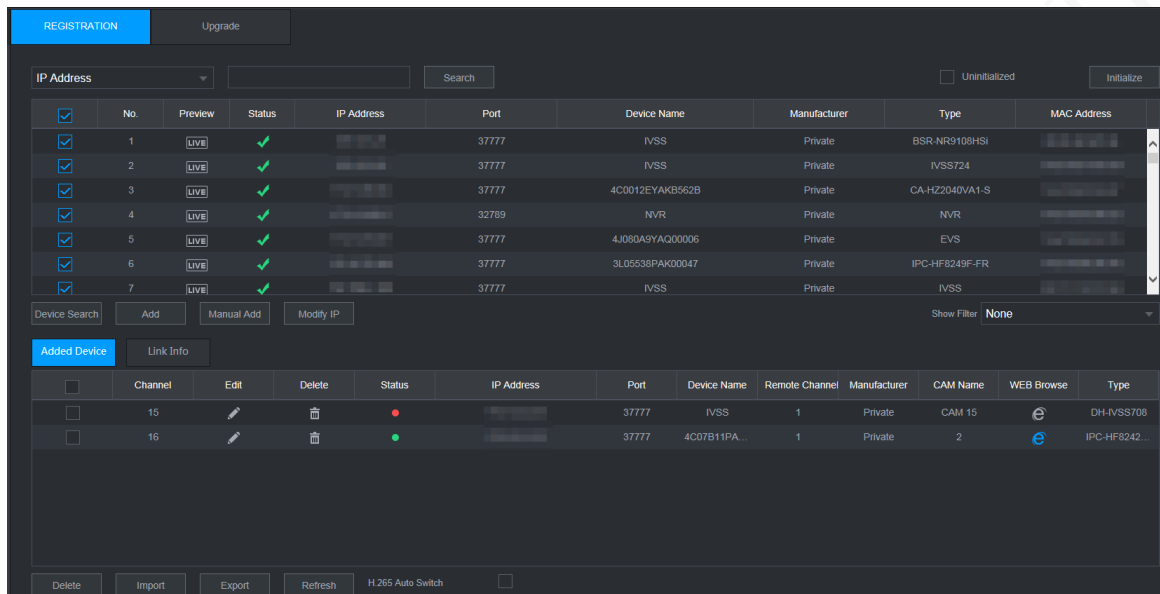 REGISTRATION Upgrade
IP Address Search Uninitialized Initialize
No. Preview Status IP Address Port Device Name Manufacturer Type MAC Address
1 LIVE 37777 IVSS Private BSR-NR9108HSi
2 LIVE 37777 IVSS Private IVSS724
3 LIVE 37777 4C0012EYAKB562B Private CA-HZ2040VA1-S
4 LIVE 32789 NVR Private NVR
5 LIVE 37777 4J080A9YAQ00006 Private EVS
6 LIVE 37777 3L05538PAK00047 Private IPC-HF8249F-FR
7 LIVE 37777 IVSS Private IVSS
Device Search Add Manual Add Modify IP Show Filter None
Added Device Link Info
Channel Edit Delete Status IP Address Port Device Name Remote Channel Manufacturer CAM Name WEB Browse Type
15 37777 IVSS 1 Private CAM 15 DH-IVSS708
16 37777 4C07B11PA... 1 Private 2 IPC-HF8242...
Delete Import Export Refresh H.265 Auto Switch